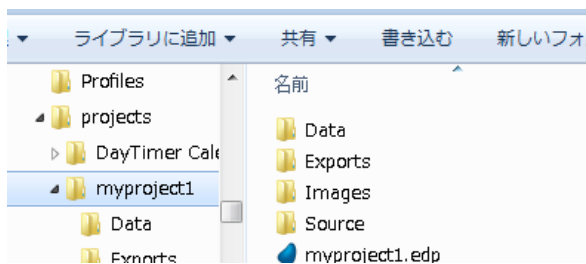 ライブラリに追加 ▼ 共有 ▼ 書き込む 新しいフォ
Profiles
projects
DayTimer Cale
myproject1
Data
Exports
名前
Data
Exports
Images
Source
myproject1.edp